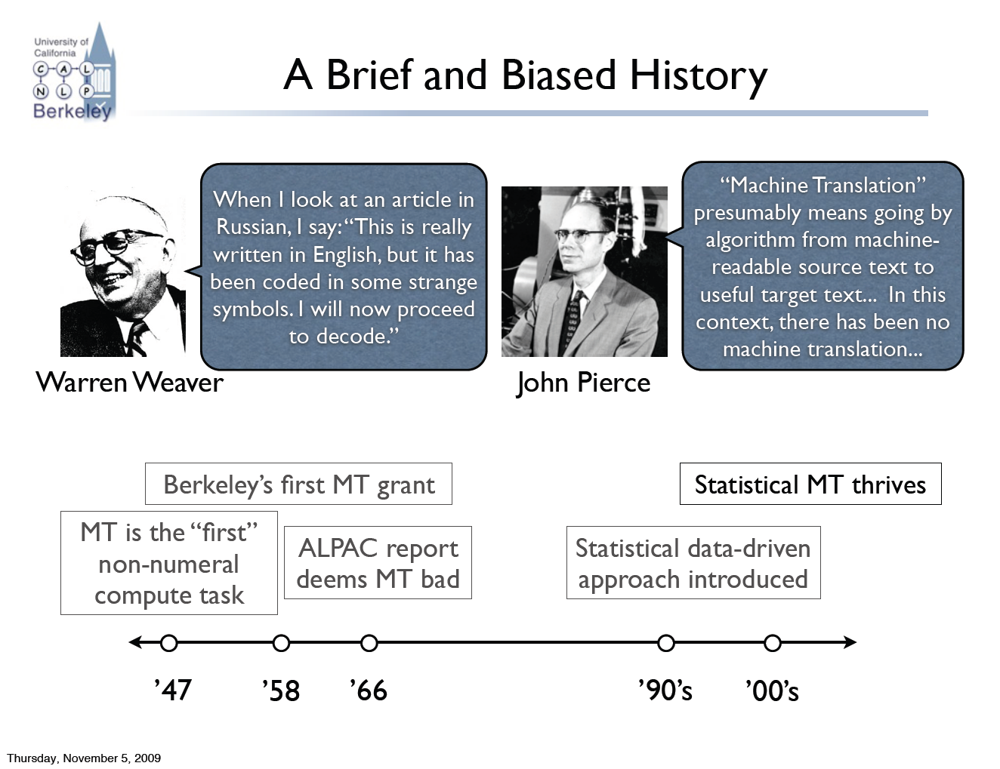 University of
California
C A L
N L P
Berkeley
A Brief and Biased History
When I look at an article in
Russian, I say: “This is really
written in English, but it has
been coded in some strange
symbols. I will now proceed
to decode.”
Warren Weaver
“Machine Translation”
presumably means going by
algorithm from machine-
readable source text to
useful target text... In this
context, there has been no
machine translation...
John Pierce
Berkeley’s first MT grant
Statistical MT thrives
MT is the “first”
non-numeral
compute task
ALPAC report
deems MT bad
Statistical data-driven
approach introduced
’47 ’58 ’66 ’90’s ’00’s
Thursday, November 5, 2009